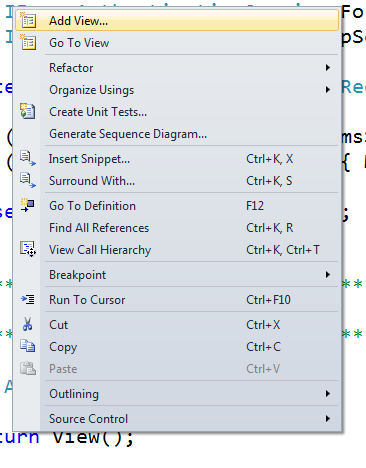 Add View...
Go To View
Refactor
Organize Usings
Create Unit Tests...
Generate Sequence Diagram...
Insert Snippet... Ctrl+K, X
Surround With... Ctrl+K, S
Go To Definition F12
Find All References Ctrl+K, R
View Call Hierarchy Ctrl+K, Ctrl+T
Breakpoint
Run To Cursor Ctrl+F10
Cut Ctrl+X
Copy Ctrl+C
Paste Ctrl+V
Outlining
Source Control
turn View();